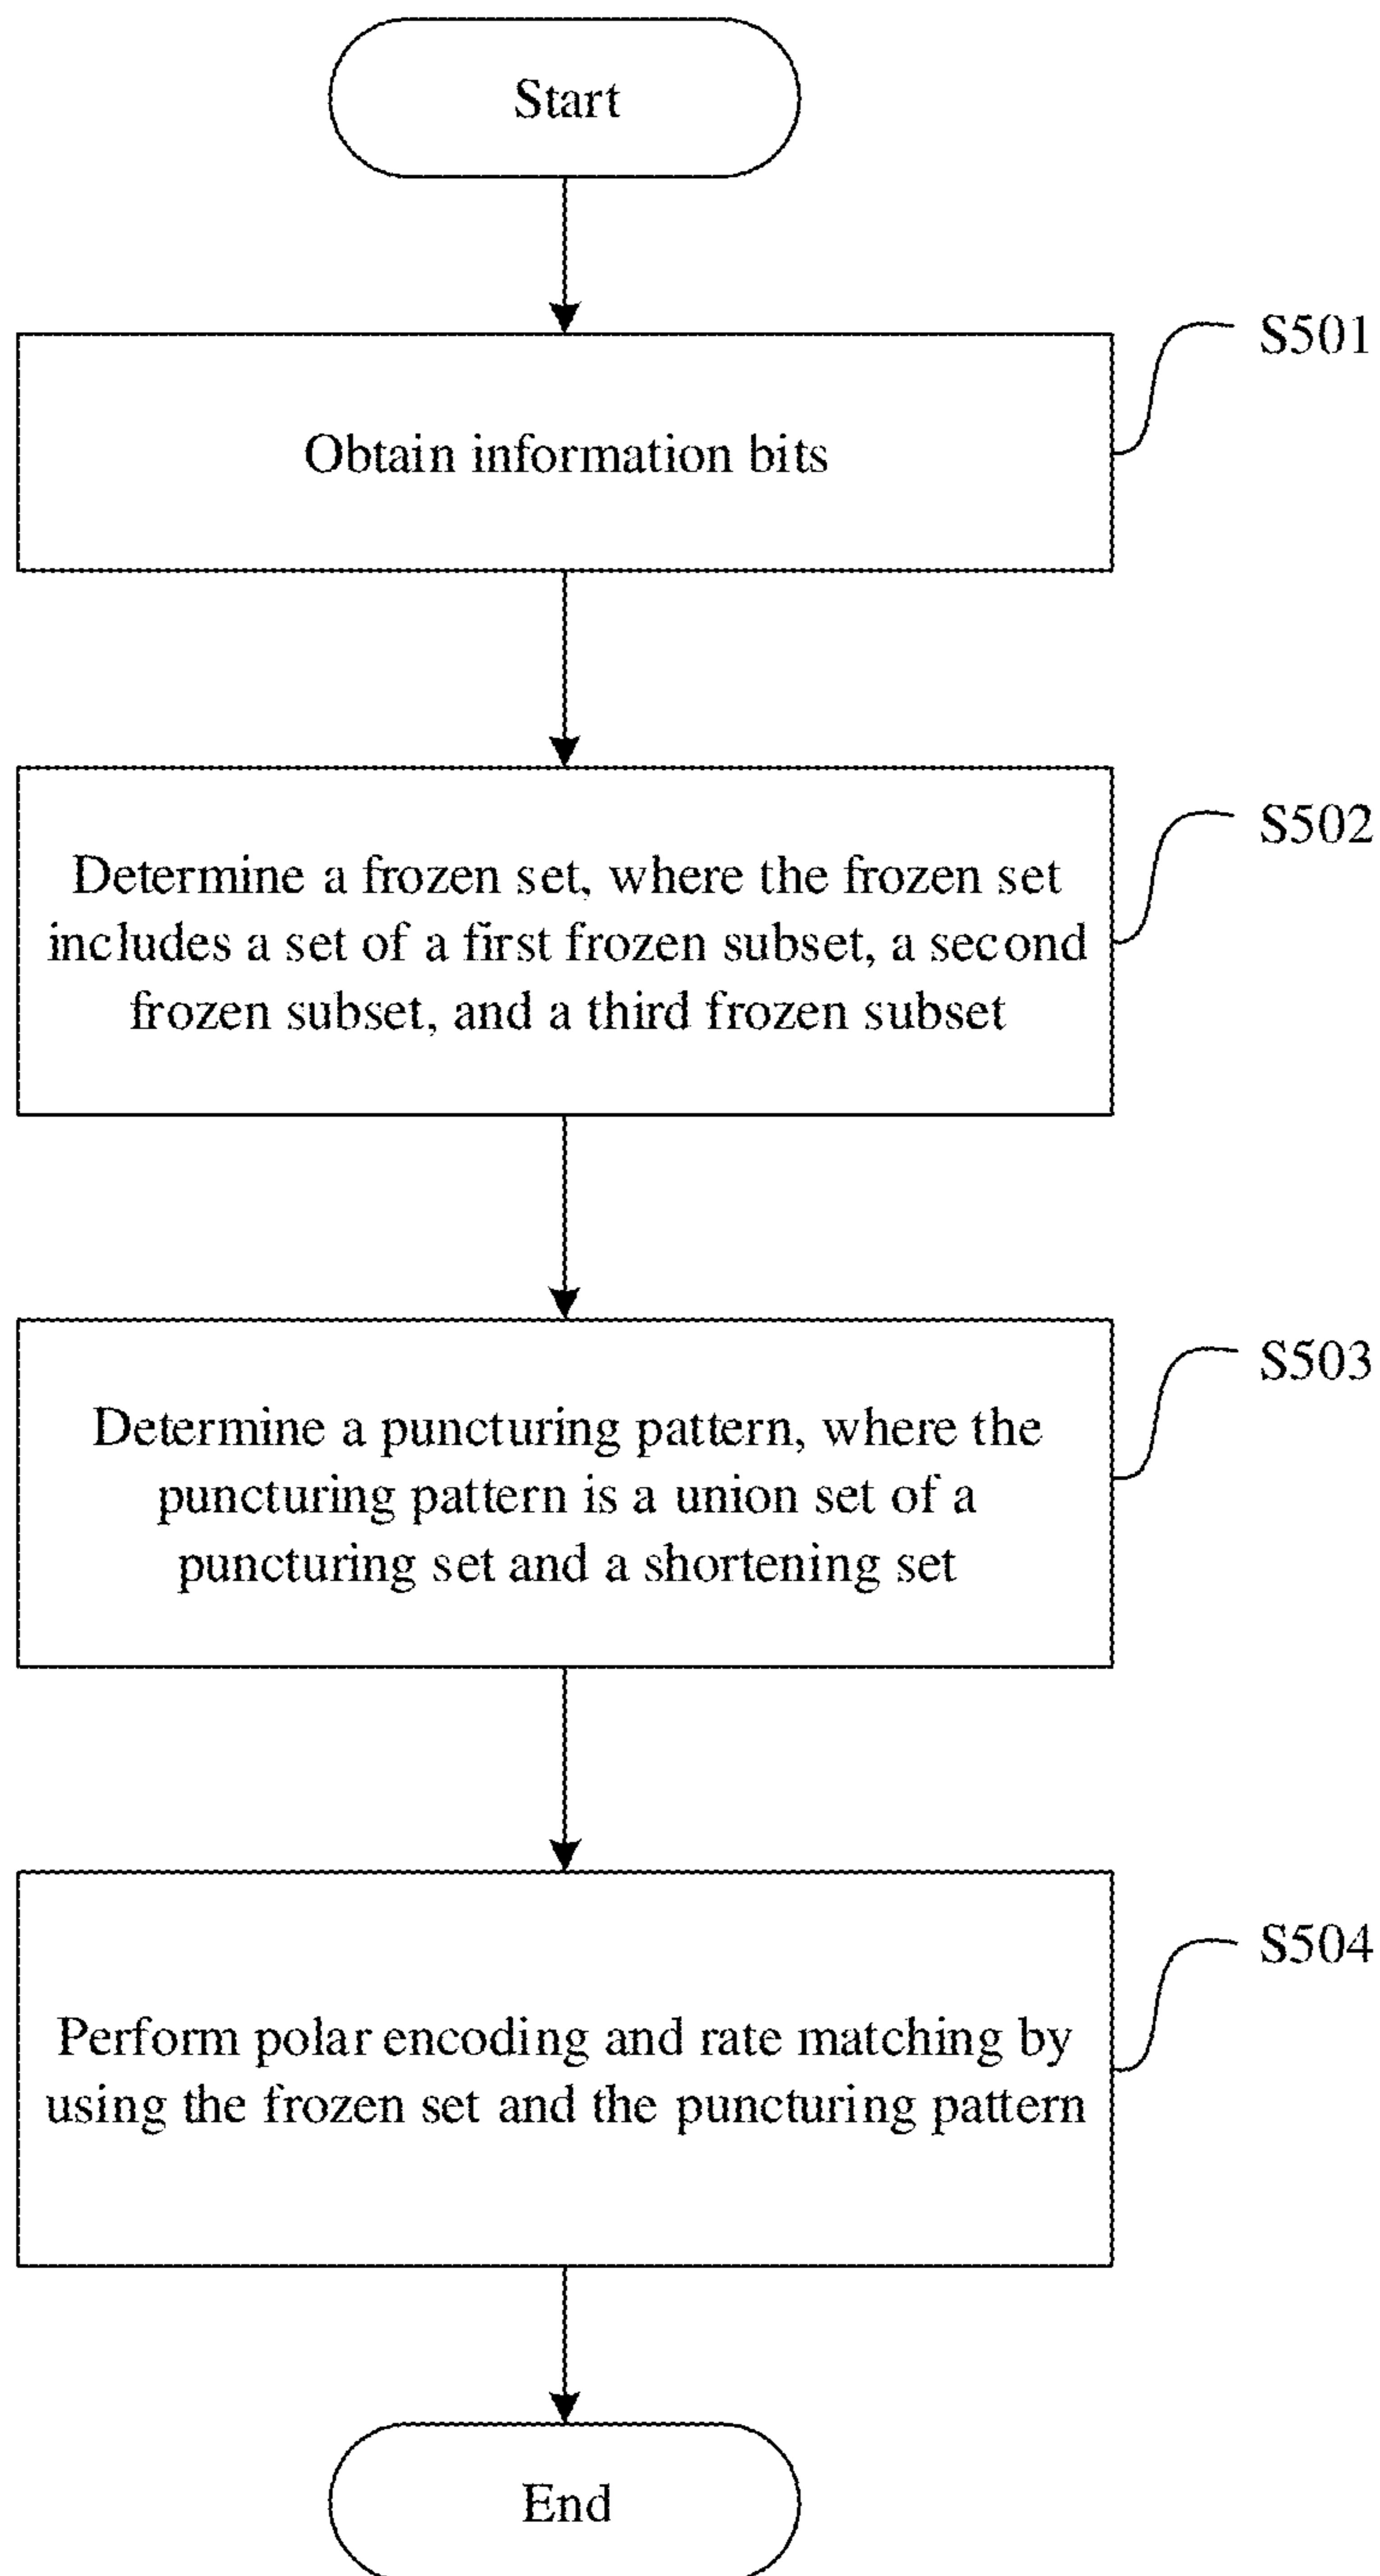 Start
S501
Obtain information bits
S502
Determine a frozen set, where the frozen set
includes a set of a first frozen subset, a second
frozen subset, and a third frozen subset
S503
Determine a puncturing pattern, where the
puncturing pattern is a union set of a
puncturing set and a shortening set
S504
Perform polar encoding and rate matching by
using the frozen set and the puncturing pattern
End